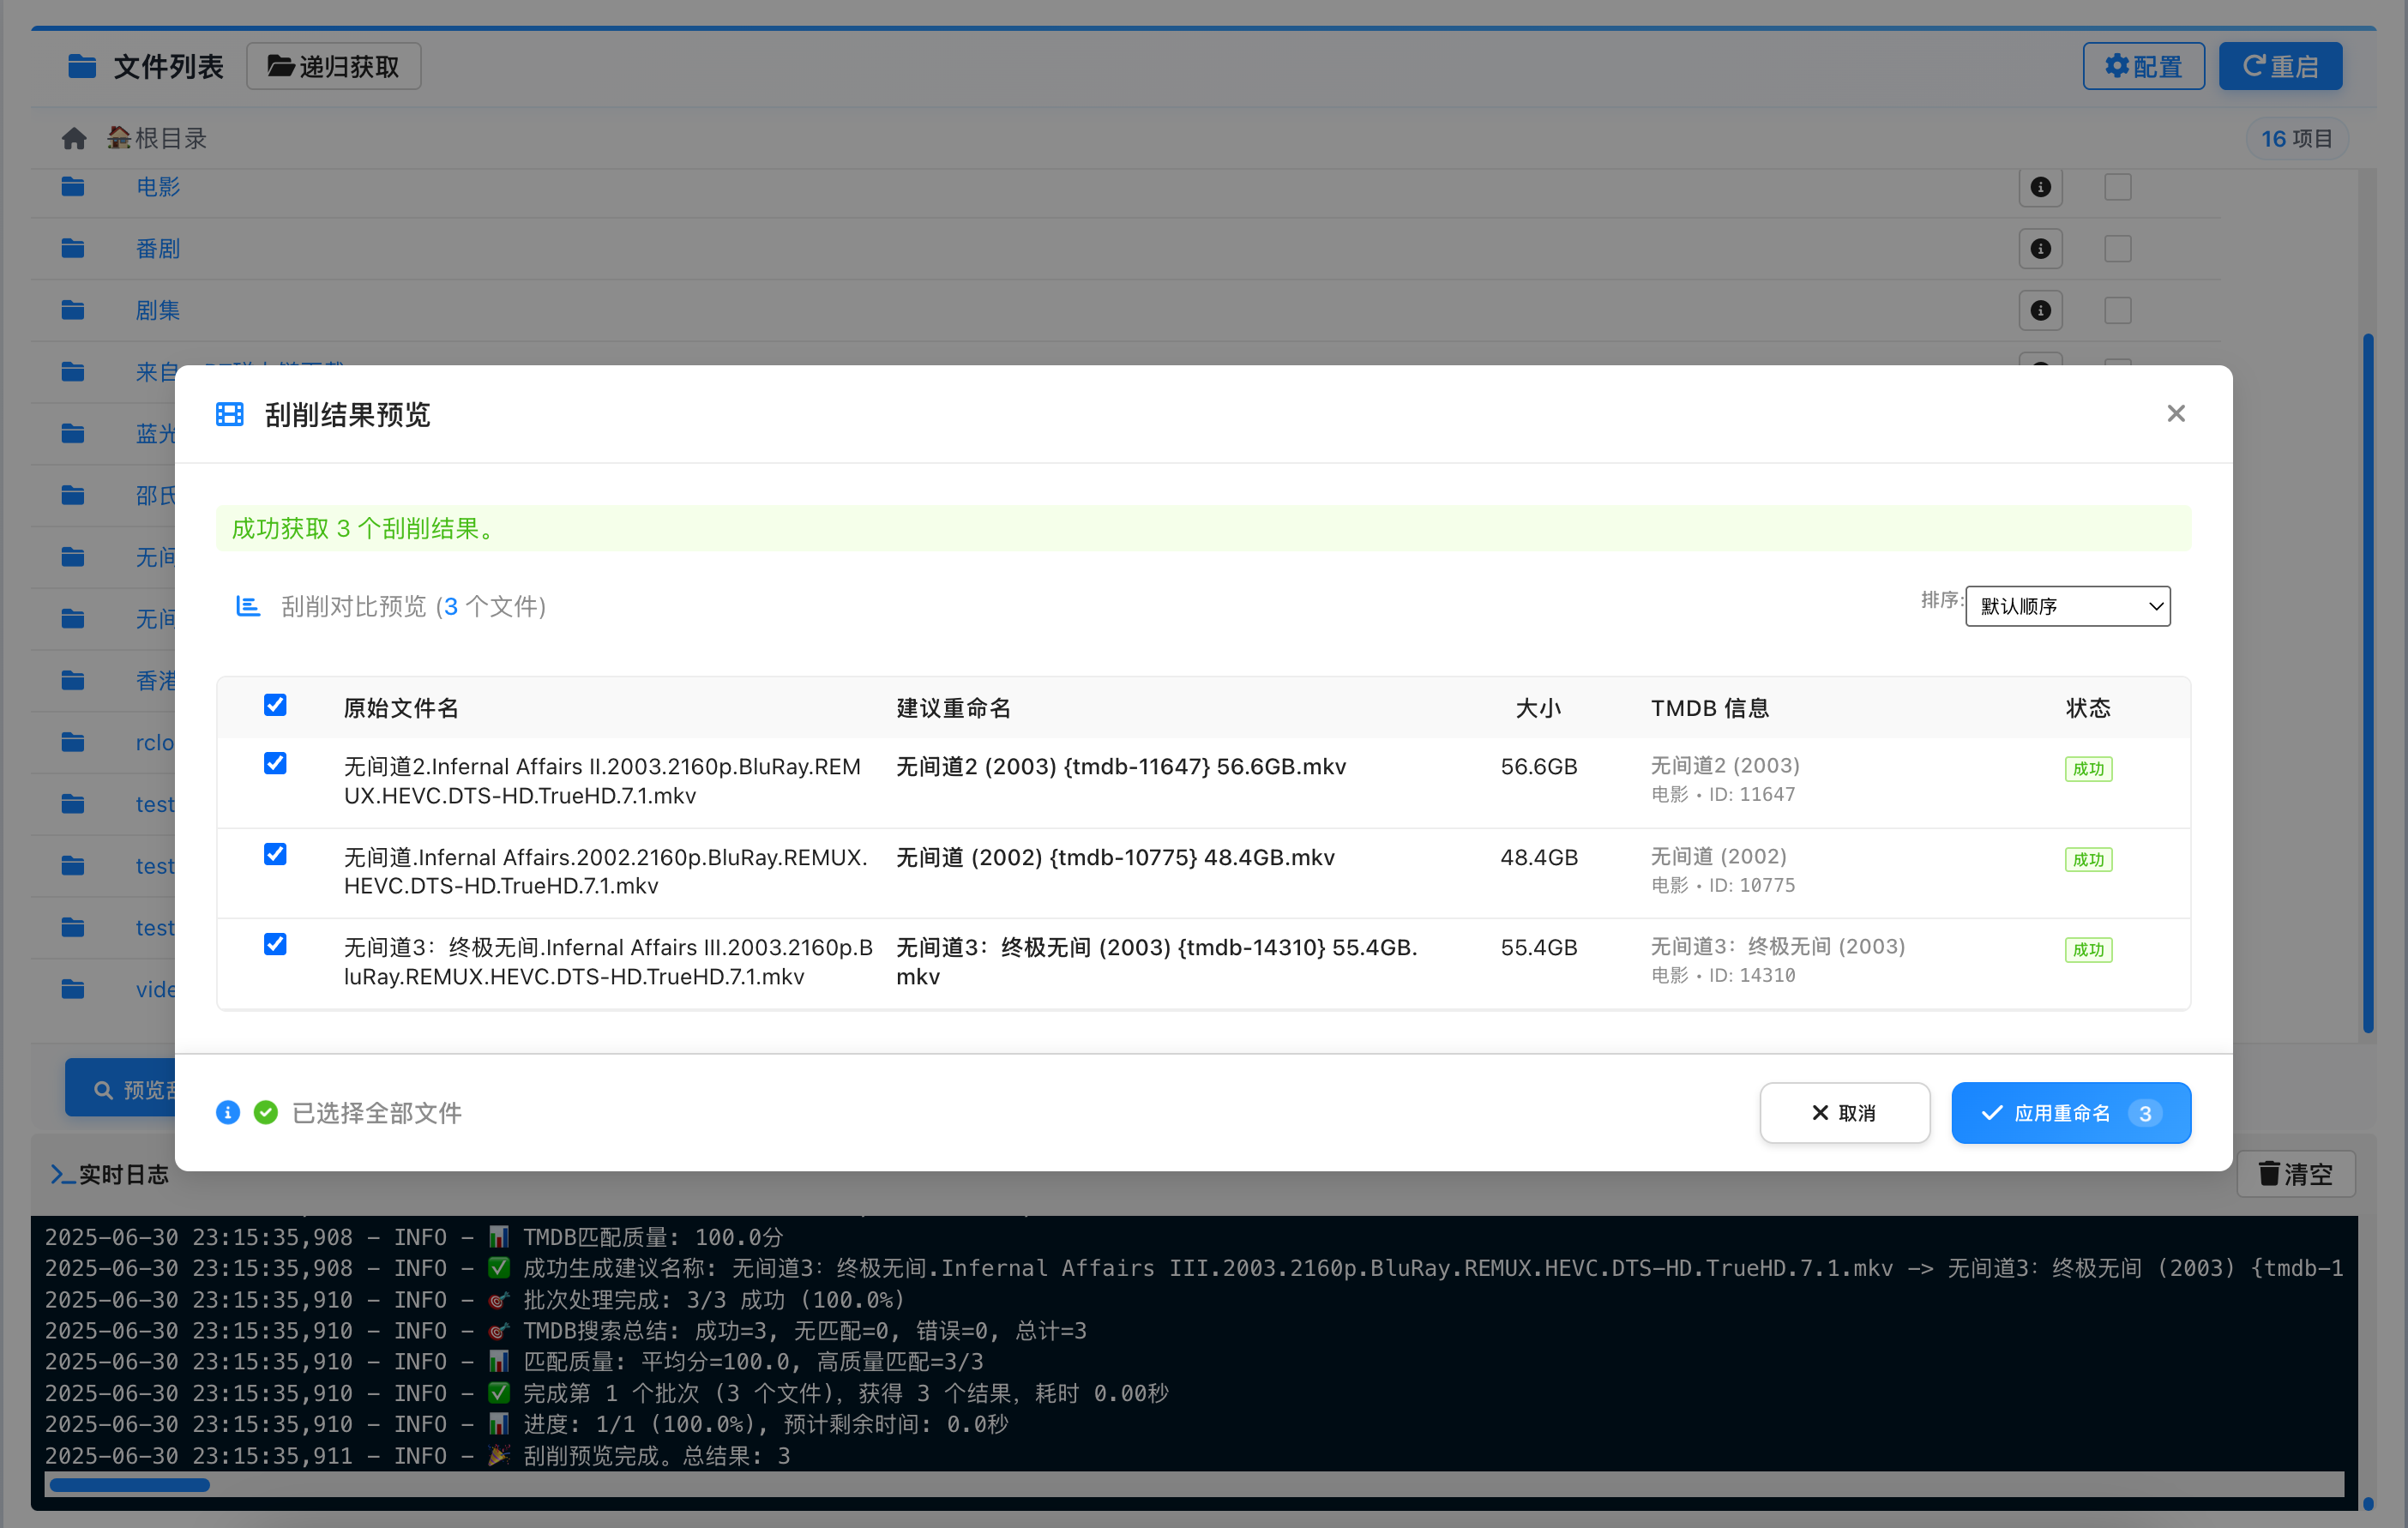 文件列表 递归获取 配置 重启
根目录 16 项目
电影
番剧
剧集
来自
蓝光
邵氏
无间
无间
香港
rclo
test
test
test
vide
刮削结果预览
成功获取 3 个刮削结果。
刮削对比预览 (3 个文件) 排序: 默认顺序
原始文件名 建议重命名 大小 TMDB 信息 状态
无间道2.Infernal Affairs II.2003.2160p.BluRay.REM 无间道2 (2003) {tmdb-11647} 56.6GB.mkv 56.6GB 无间道2 (2003) 成功
UX.HEVC.DTS-HD.TrueHD.7.1.mkv 电影 • ID: 11647
无间道.Infernal Affairs.2002.2160p.BluRay.REMUX. 无间道 (2002) {tmdb-10775} 48.4GB.mkv 48.4GB 无间道 (2002) 成功
HEVC.DTS-HD.TrueHD.7.1.mkv 电影 • ID: 10775
无间道3：终极无间.Infernal Affairs III.2003.2160p.B 无间道3：终极无间 (2003) {tmdb-14310} 55.4GB. 55.4GB 无间道3：终极无间 (2003) 成功
luRay.REMUX.HEVC.DTS-HD.TrueHD.7.1.mkv mkv 电影 • ID: 14310
预览
已选择全部文件 取消 应用重命名 3
实时日志 清空
2025-06-30 23:15:35,908 - INFO - 📊 TMDB匹配质量: 100.0分
2025-06-30 23:15:35,908 - INFO - ✅ 成功生成建议名称: 无间道3：终极无间.Infernal Affairs III.2003.2160p.BluRay.REMUX.HEVC.DTS-HD.TrueHD.7.1.mkv -> 无间道3：终极无间 (2003) {tmdb-1
2025-06-30 23:15:35,910 - INFO - 🎯 批次处理完成: 3/3 成功 (100.0%)
2025-06-30 23:15:35,910 - INFO - 🎯 TMDB搜索总结: 成功=3, 无匹配=0, 错误=0, 总计=3
2025-06-30 23:15:35,910 - INFO - 📊 匹配质量: 平均分=100.0, 高质量匹配=3/3
2025-06-30 23:15:35,910 - INFO - ✅ 完成第 1 个批次 (3 个文件)，获得 3 个结果，耗时 0.00秒
2025-06-30 23:15:35,910 - INFO - 📊 进度: 1/1 (100.0%), 预计剩余时间: 0.0秒
2025-06-30 23:15:35,911 - INFO - 🎉 刮削预览完成。总结果: 3